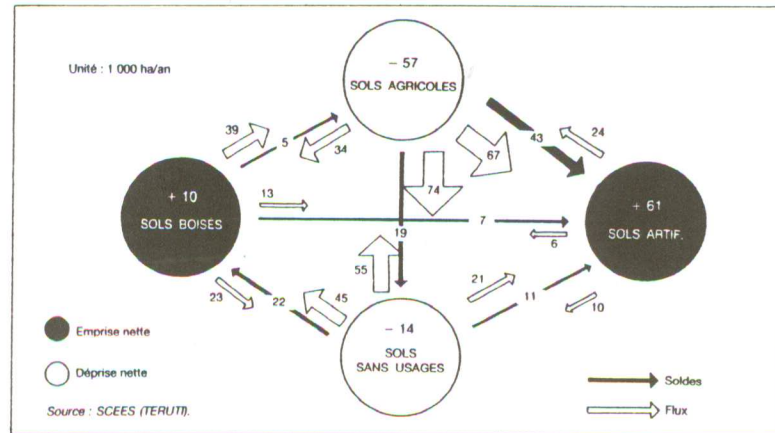 Unité : 1 000 ha/an
- 57
SOLS AGRICOLES
39
5
34
67
43
24
+ 10
SOLS BOISÉS
13
74
7
+ 61
SOLS ARTIF.
19
6
55
21
23
22
45
11
10
- 14
SOLS
SANS USAGES
Emprise nette
Déprise nette
Soldes
Flux
Source : SCEES (TERUTI).